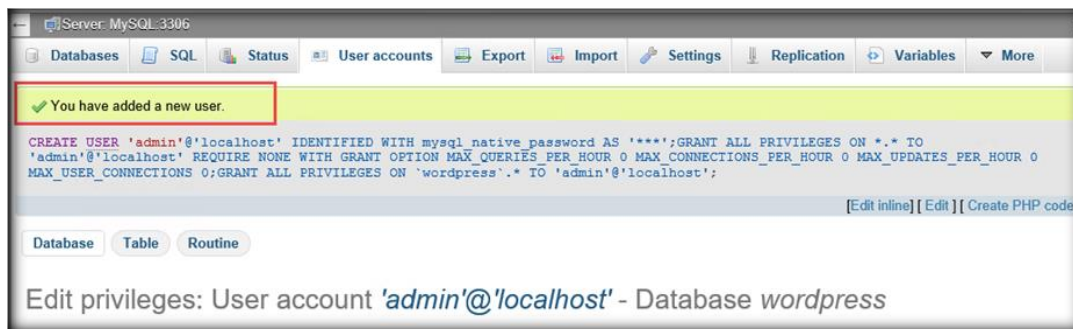 Server: MySQL:3306
Databases SQL Status User accounts Export Import Settings Replication Variables More
You have added a new user.
CREATE USER 'admin'@'localhost' IDENTIFIED WITH mysql_native_password AS '***';GRANT ALL PRIVILEGES ON *.* TO
'admin'@'localhost' REQUIRE NONE WITH GRANT OPTION MAX_QUERIES_PER_HOUR 0 MAX_CONNECTIONS_PER_HOUR 0 MAX_UPDATES_PER_HOUR 0
MAX_USER_CONNECTIONS 0;GRANT ALL PRIVILEGES ON `wordpress`.* TO 'admin'@'localhost';
[Edit inline] [ Edit ] [ Create PHP code
Database Table Routine
Edit privileges: User account 'admin'@'localhost' - Database wordpress